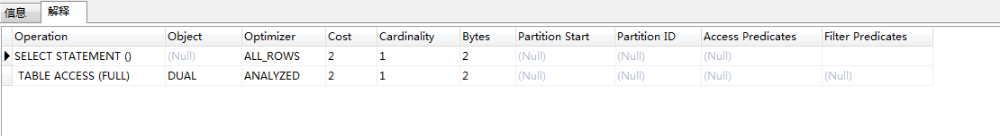 信息 解释
Operation Object Optimizer Cost Cardinality Bytes Partition Start Partition ID Access Predicates Filter Predicates
SELECT STATEMENT () (Null) ALL_ROWS 2 1 2 (Null) (Null) (Null)
TABLE ACCESS (FULL) DUAL ANALYZED 2 1 2 (Null) (Null) (Null) (Null)